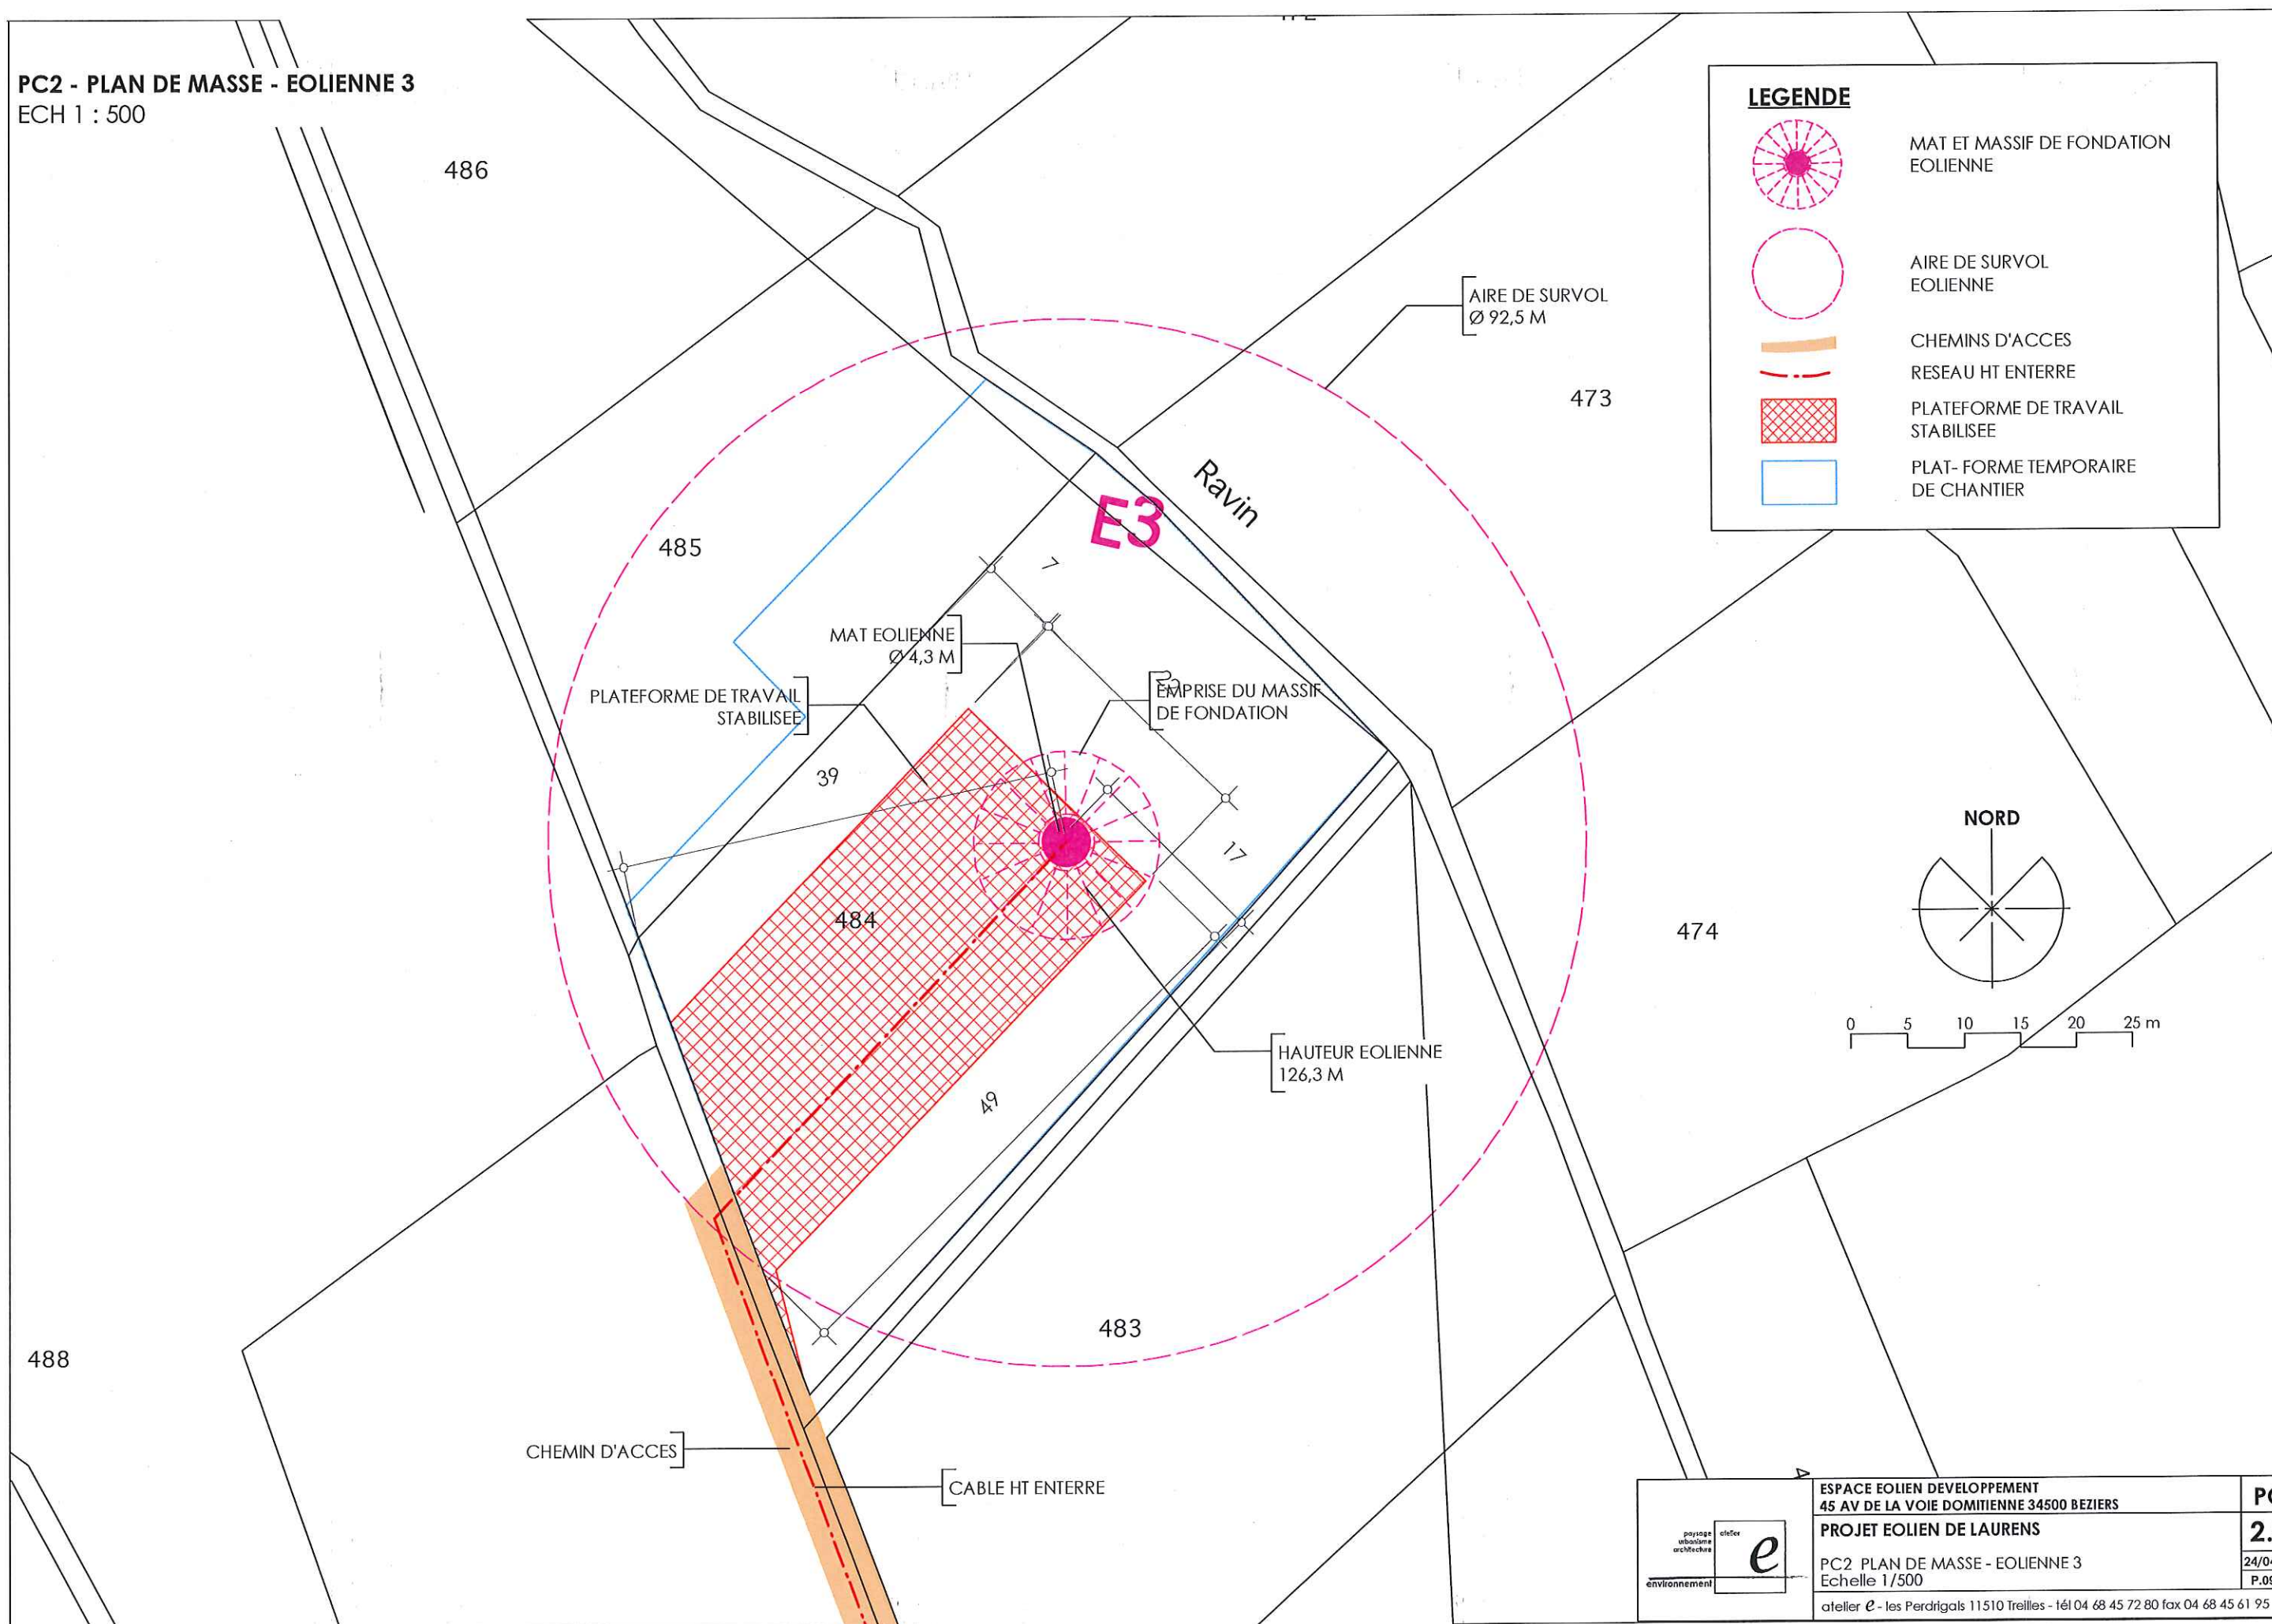 PC2 - PLAN DE MASSE - EOLIENNE 3
ECH 1 : 500
486
LEGENDE
MAT ET MASSIF DE FONDATION
EOLIENNE
AIRE DE SURVOL
EOLIENNE
CHEMINS D'ACCES
RESEAU HT ENTERRE
PLATEFORME DE TRAVAIL
STABILISEE
PLAT- FORME TEMPORAIRE
DE CHANTIER
AIRE DE SURVOL
Ø 92,5 M
473
Ravin
E3
485
7
MAT EOLIENNE
Ø 4,3 M
PLATEFORME DE TRAVAIL
STABILISEE
EMPRISE DU MASSIF
DE FONDATION
39
17
484
474
NORD
0 5 10 15 20 25 m
HAUTEUR EOLIENNE
126,3 M
49
483
488
CHEMIN D'ACCES
CABLE HT ENTERRE
paysage
urbanisme
architecture
environnement
atelier
e
ESPACE EOLIEN DEVELOPPEMENT
45 AV DE LA VOIE DOMITIENNE 34500 BEZIERS
PROJET EOLIEN DE LAURENS
PC2 PLAN DE MASSE - EOLIENNE 3
Echelle 1/500
atelier e - les Perdrigals 11510 Treilles - tél 04 68 45 72 80 fax 04 68 45 61 95
2.
24/04
P.09